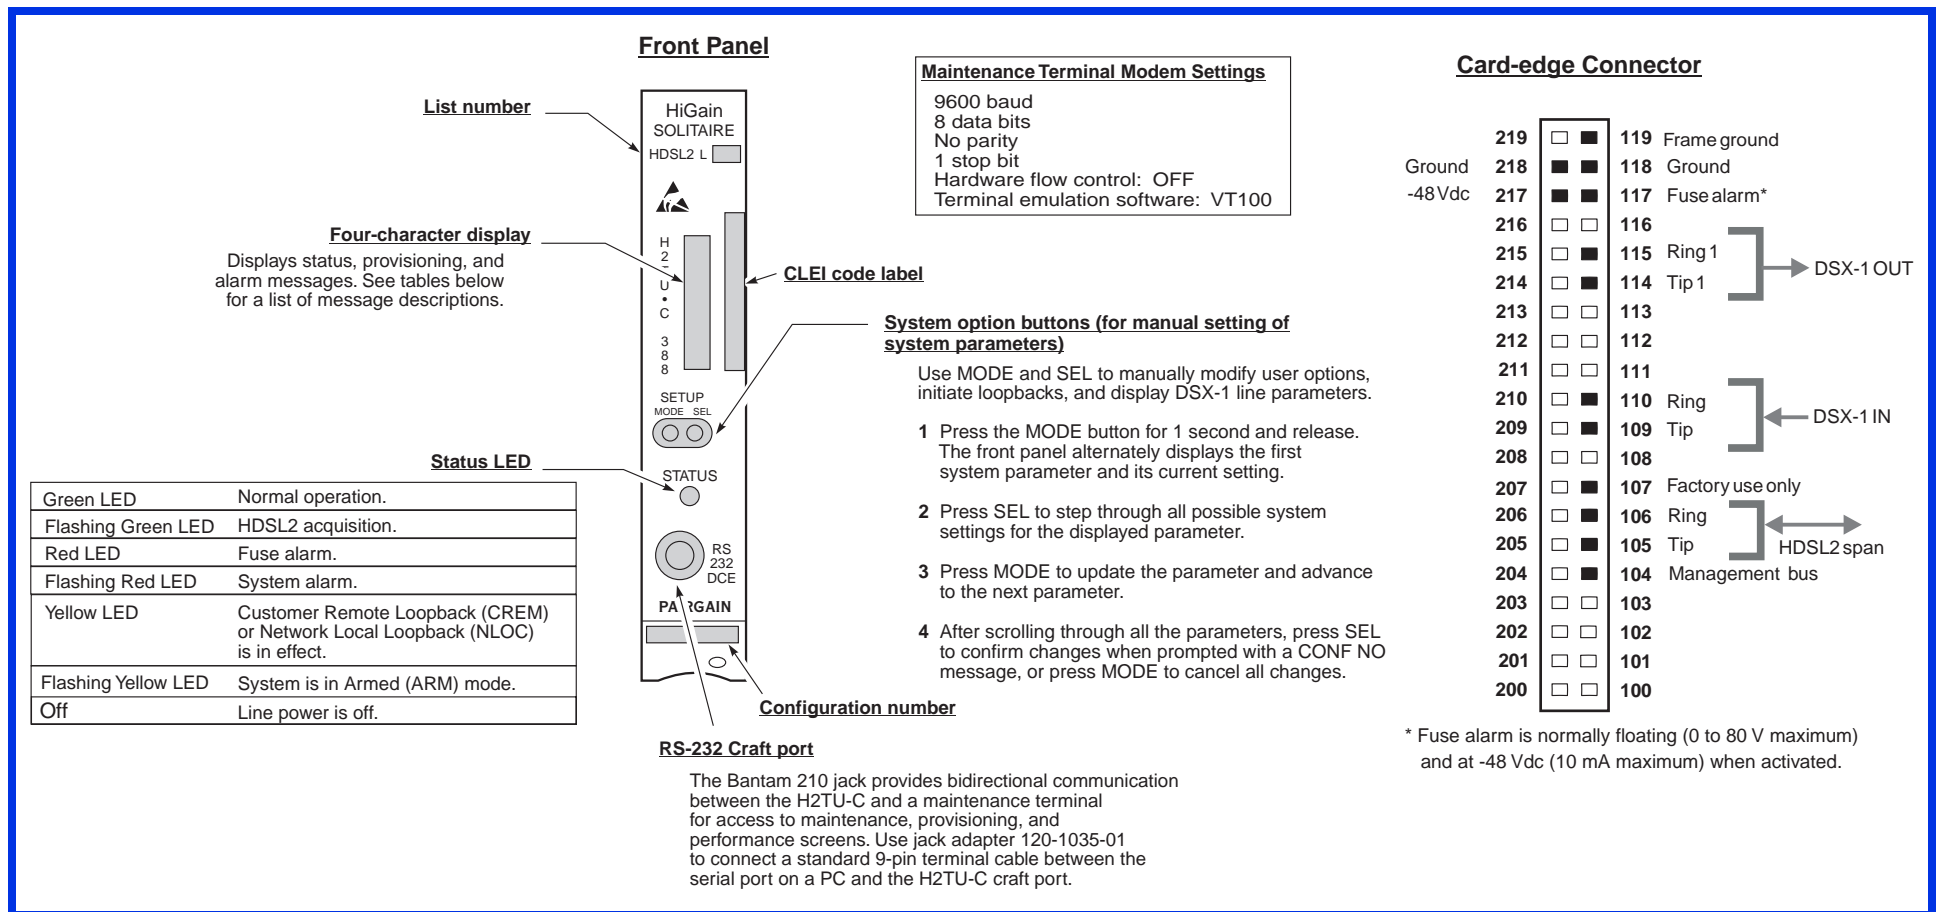 Front Panel
List number
HiGain
SOLITAIRE
HDSL2 L
Four-character display
Displays status, provisioning, and
alarm messages. See tables below
for a list of message descriptions.
H
2
T
U
•
C
3
8
8
CLEI code label
SETUP
MODE SEL
Status LED
STATUS
RS
232
DCE
PAIRGAIN
Configuration number
Green LED Normal operation.
Flashing Green LED HDSL2 acquisition.
Red LED Fuse alarm.
Flashing Red LED System alarm.
Yellow LED Customer Remote Loopback (CREM)
or Network Local Loopback (NLOC)
is in effect.
Flashing Yellow LED System is in Armed (ARM) mode.
Off Line power is off.
RS-232 Craft port
The Bantam 210 jack provides bidirectional communication
between the H2TU-C and a maintenance terminal
for access to maintenance, provisioning, and
performance screens. Use jack adapter 120-1035-01
to connect a standard 9-pin terminal cable between the
serial port on a PC and the H2TU-C craft port.
Maintenance Terminal Modem Settings
9600 baud
8 data bits
No parity
1 stop bit
Hardware flow control: OFF
Terminal emulation software: VT100
System option buttons (for manual setting of
system parameters)
Use MODE and SEL to manually modify user options,
initiate loopbacks, and display DSX-1 line parameters.
1 Press the MODE button for 1 second and release.
The front panel alternately displays the first
system parameter and its current setting.
2 Press SEL to step through all possible system
settings for the displayed parameter.
3 Press MODE to update the parameter and advance
to the next parameter.
4 After scrolling through all the parameters, press SEL
to confirm changes when prompted with a CONF NO
message, or press MODE to cancel all changes.
Card-edge Connector
219 119 Frame ground
Ground 218 118 Ground
-48 Vdc 217 117 Fuse alarm*
216 116
215 115 Ring 1
DSX-1 OUT
214 114 Tip 1
213 113
212 112
211 111
210 110 Ring
DSX-1 IN
209 109 Tip
208 108
207 107 Factory use only
206 106 Ring
205 105 Tip
HDSL2 span
204 104 Management bus
203 103
202 102
201 101
200 100
* Fuse alarm is normally floating (0 to 80 V maximum)
and at -48 Vdc (10 mA maximum) when activated.